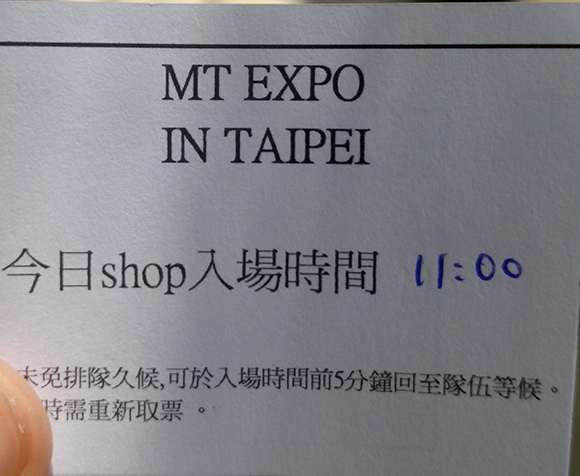 MT EXPO
IN TAIPEI
今日shop入場時間 11:00
未免排隊久候,可於入場時間前5分鐘回至隊伍等候。
時需重新取票。